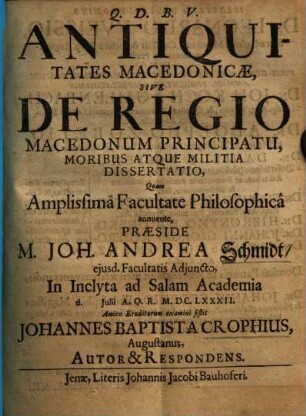 Q. D. B. V.
ANTIQUI-
TATES MACEDONICÆ,
SIVE
DE REGIO
MACEDONUM PRINCIPATU,
MORIBUS ATQUE MILITIA
DISSERTATIO,
Quam
Amplissimâ Facultate Philosophicâ
annuente,
PRÆSIDE
M. JOH. ANDREA Schmidt/
ejusd. Facultatis Adjuncto,
In Inclyta ad Salam Academia
d. Julii A. O. R. M. DC. LXXXII.
Amico Eruditorum examini sistit
JOHANNES BAPTISTA CROPHIUS,
Augustanus,
AUTOR & RESPONDENS.
Jenæ, Literis Johannis Jacobi Bauhoferi.